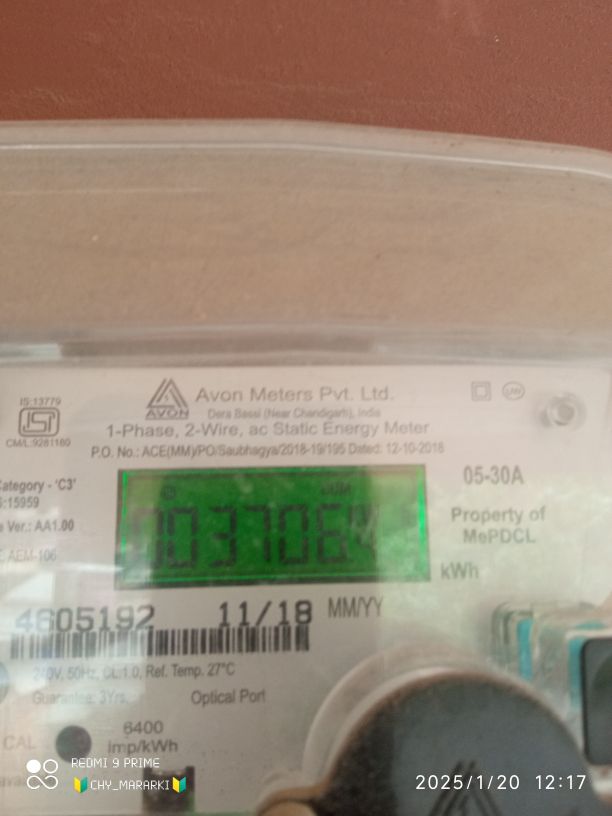 IS:13779
ISI
CM/L:9281180
AVON
Avon Meters Pvt. Ltd.
Dera Bassi (Near Chandigarh), India
1-Phase, 2-Wire, ac Static Energy Meter
P.O. No.: ACE(MM)/PO/Saubhagya/2018-19/195 Dated: 12-10-2018
Category - 'C3'
:15959
Ver.: AA1.00
AEM-106
CUM
05-30A
Property of
MePDCL
kWh
4605192
11/18 MM/YY
240V, 50Hz, CL:1.0, Ref. Temp. 27°C
Guarantee: 3Yrs.
Optical Port
CAL
6400
imp/kWh
REDMI 9 PRIME
CHY_MARARKI
2025/1/20 12:17